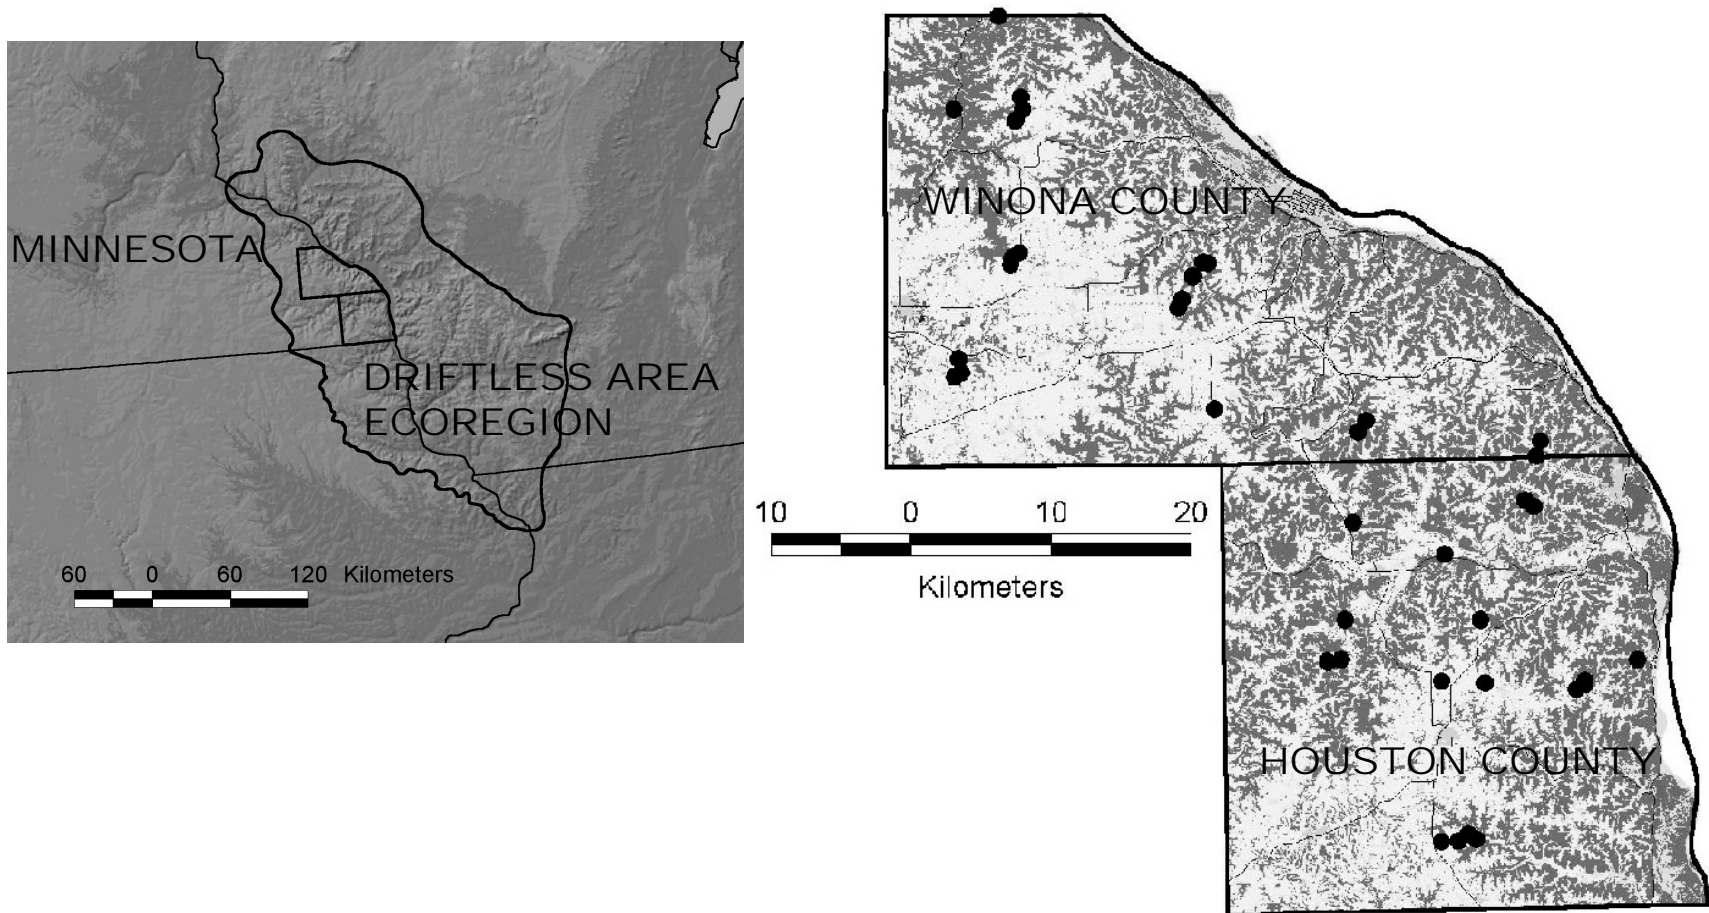 MINNESOTA
DRIFTLESS AREA
ECOREGION
60 0 60 120 Kilometers
WINONA COUNTY
10 0 10 20
Kilometers
HOUSTON COUNTY